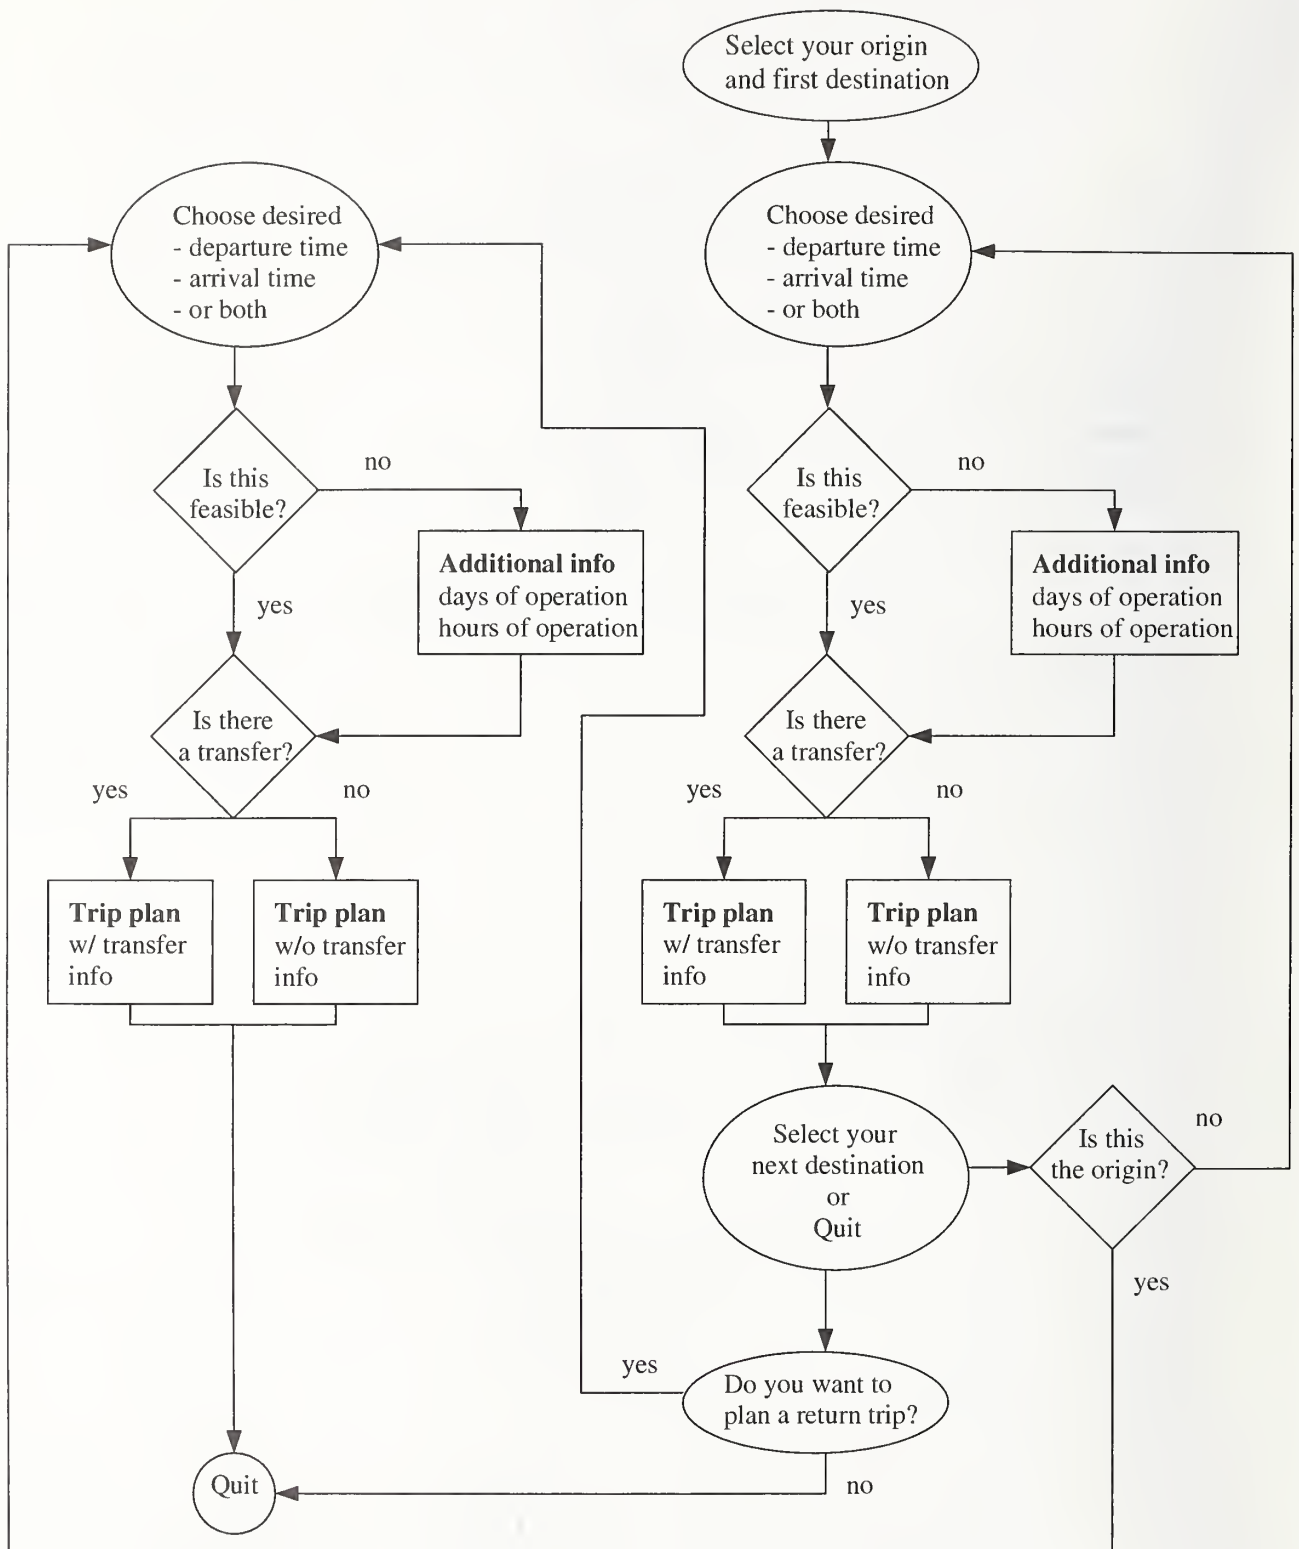 Select your origin
and first destination
Choose desired
- departure time
- arrival time
- or both
Choose desired
- departure time
- arrival time
- or both
Is this
feasible?
no
Is this
feasible?
no
Additional info
days of operation
hours of operation
Additional info
days of operation
hours of operation
yes
yes
Is there
a transfer?
Is there
a transfer?
yes
no
yes
no
Trip plan
w/ transfer
info
Trip plan
w/o transfer
info
Trip plan
w/ transfer
info
Trip plan
w/o transfer
info
Select your
next destination
or
Quit
Is this
the origin?
no
yes
yes
Do you want to
plan a return trip?
no
Quit